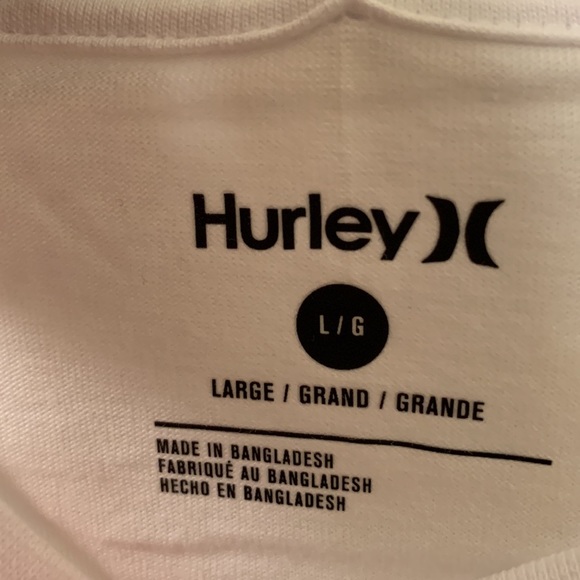 Hurley
L / G
LARGE / GRAND / GRANDE
MADE IN BANGLADESH
FABRIQUÉ AU BANGLADESH
HECHO EN BANGLADESH